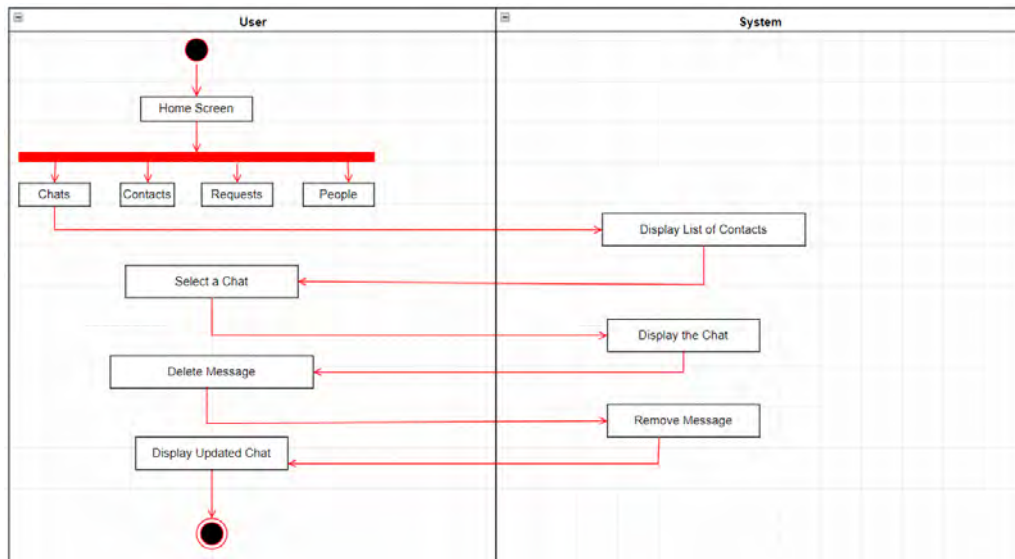 User
System
Home Screen
Chats
Contacts
Requests
People
Display List of Contacts
Select a Chat
Display the Chat
Delete Message
Remove Message
Display Updated Chat